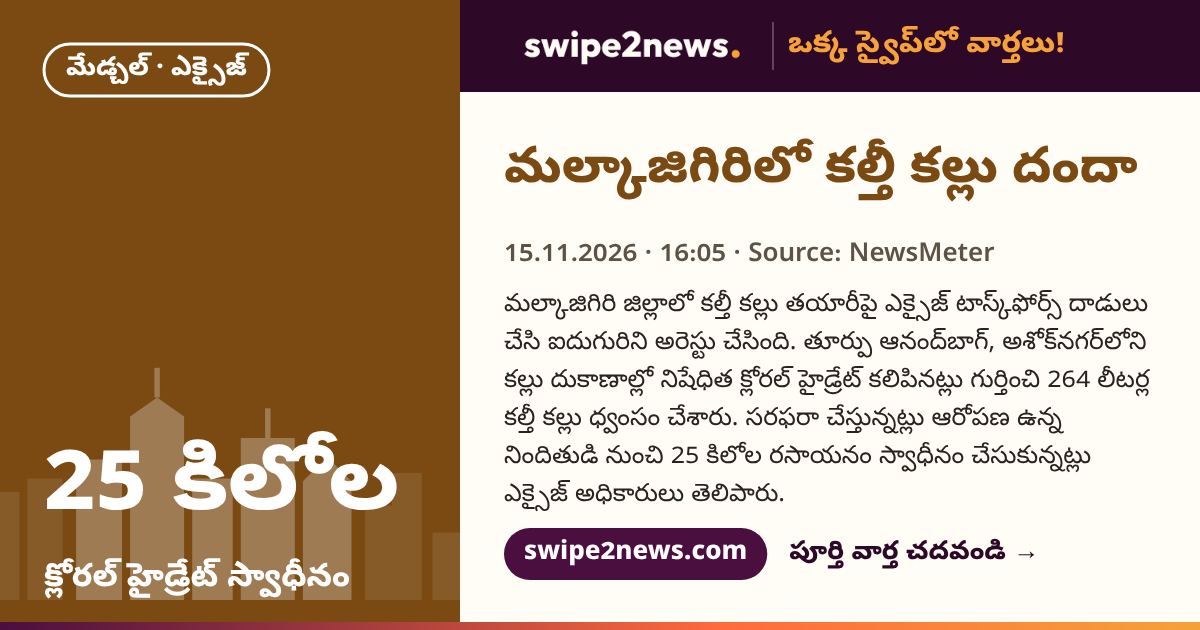 మేడ్చల్ · ఎక్సైజ్
25 కిలోల
క్లోరల్ హైడ్రేట్ స్వాధీనం
swipe2news.
ఒక్క స్వైప్‌లో వార్తలు!
మల్కాజిగిరిలో కల్తీ కల్లు దందా
15.11.2026 · 16:05 · Source: NewsMeter
మల్కాజిగిరి జిల్లాలో కల్తీ కల్లు తయారీపై ఎక్సైజ్ టాస్క్‌ఫోర్స్ దాడులు
చేసి ఐదుగురిని అరెస్టు చేసింది. తూర్పు ఆనంద్‌బాగ్, అశోక్‌నగర్‌లోని
కల్లు దుకాణాల్లో నిషేధిత క్లోరల్ హైడ్రేట్ కలిపినట్లు గుర్తించి 264 లీటర్ల
కల్తీ కల్లు ధ్వంసం చేశారు. సరఫరా చేస్తున్నట్లు ఆరోపణ ఉన్న
నిందితుడి నుంచి 25 కిలోల రసాయనం స్వాధీనం చేసుకున్నట్లు
ఎక్సైజ్ అధికారులు తెలిపారు.
swipe2news.com
పూర్తి వార్త చదవండి →